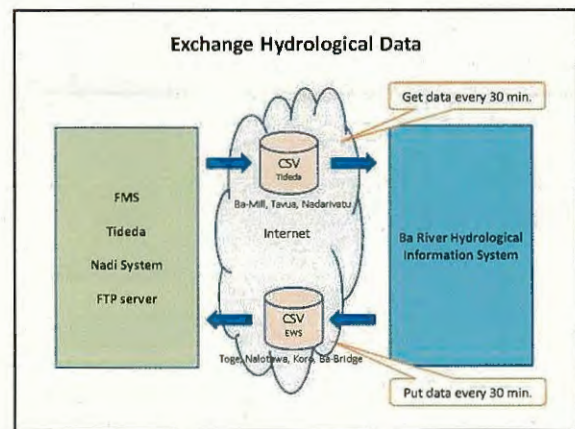 Exchange Hydrological Data
Get data every 30 min.
FMS
Tideda
Nadi System
FTP server
CSV
Tideda
Ba-Mill, Tavua, Nadarivatu
Internet
CSV
EWS
Toge, Nalotawa, Koro, Ba-Bridge
Ba River Hydrological
Information System
Put data every 30 min.